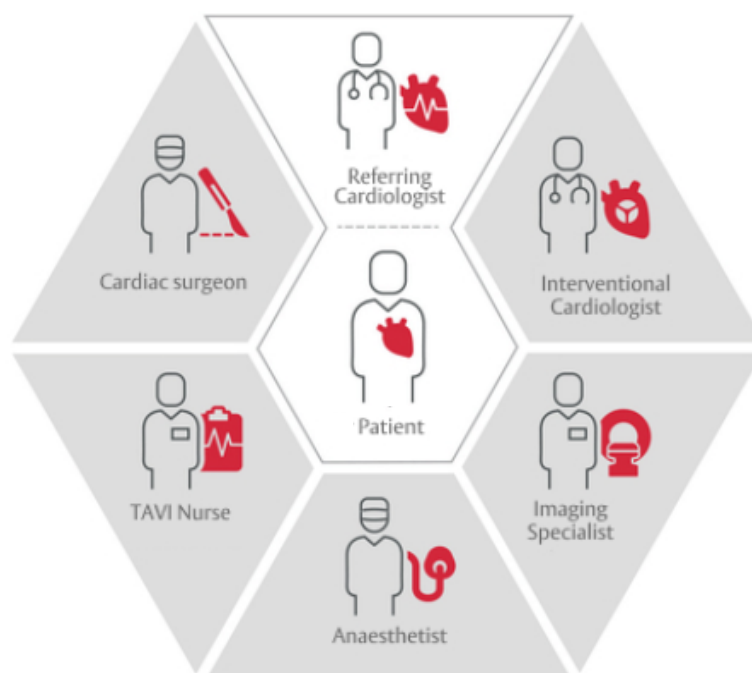 Referring
Cardiologist
Cardiac surgeon
Interventional
Cardiologist
Patient
TAVI Nurse
Imaging
Specialist
Anaesthetist